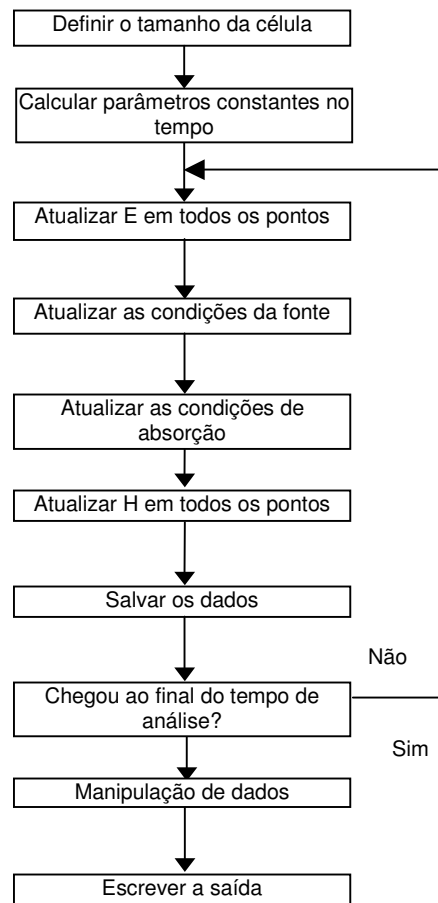 Definir o tamanho da célula
Calcular parâmetros constantes no
tempo
Atualizar E em todos os pontos
Atualizar as condições da fonte
Atualizar as condições de
absorção
Atualizar H em todos os pontos
Salvar os dados
Não
Chegou ao final do tempo de
análise?
Sim
Manipulação de dados
Escrever a saída